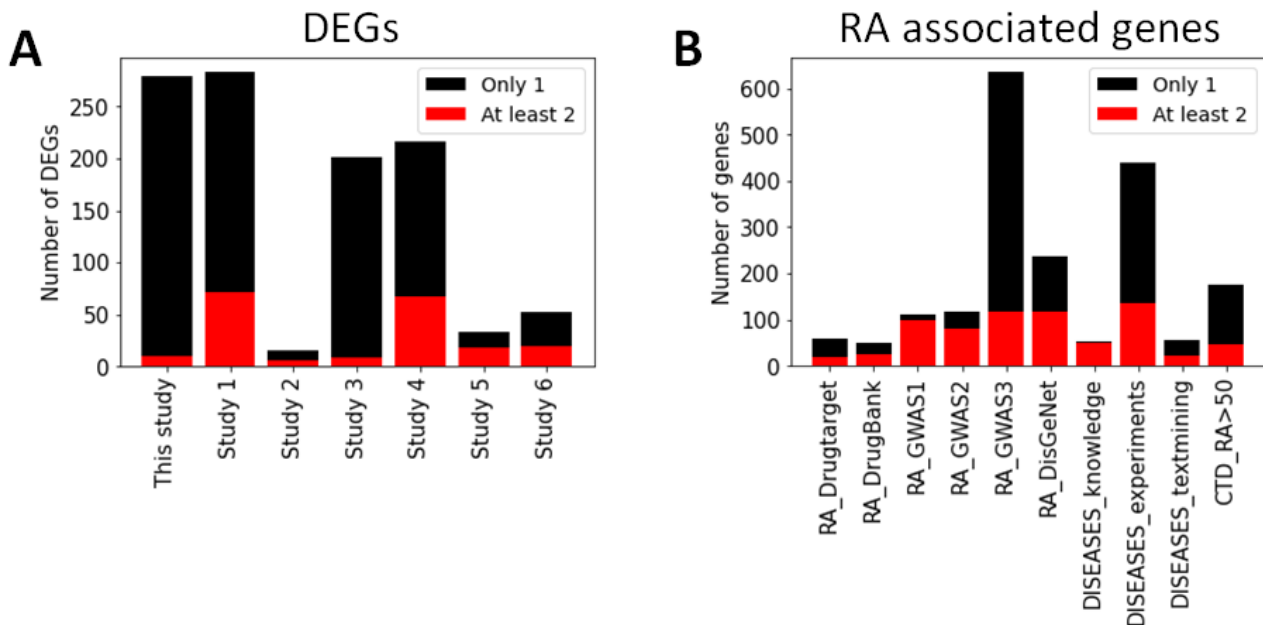 A
DEGs
Number of DEGs
250
200
150
100
50
0
Only 1
At least 2
This study
Study 1
Study 2
Study 3
Study 4
Study 5
Study 6
B
RA associated genes
Number of genes
600
500
400
300
200
100
0
Only 1
At least 2
RA_Drugtarget
RA_DrugBank
RA_GWAS1
RA_GWAS2
RA_GWAS3
RA_DisGeNet
DISEASES_knowledge
DISEASES_experiments
DISEASES_textmining
CTD_RA>50